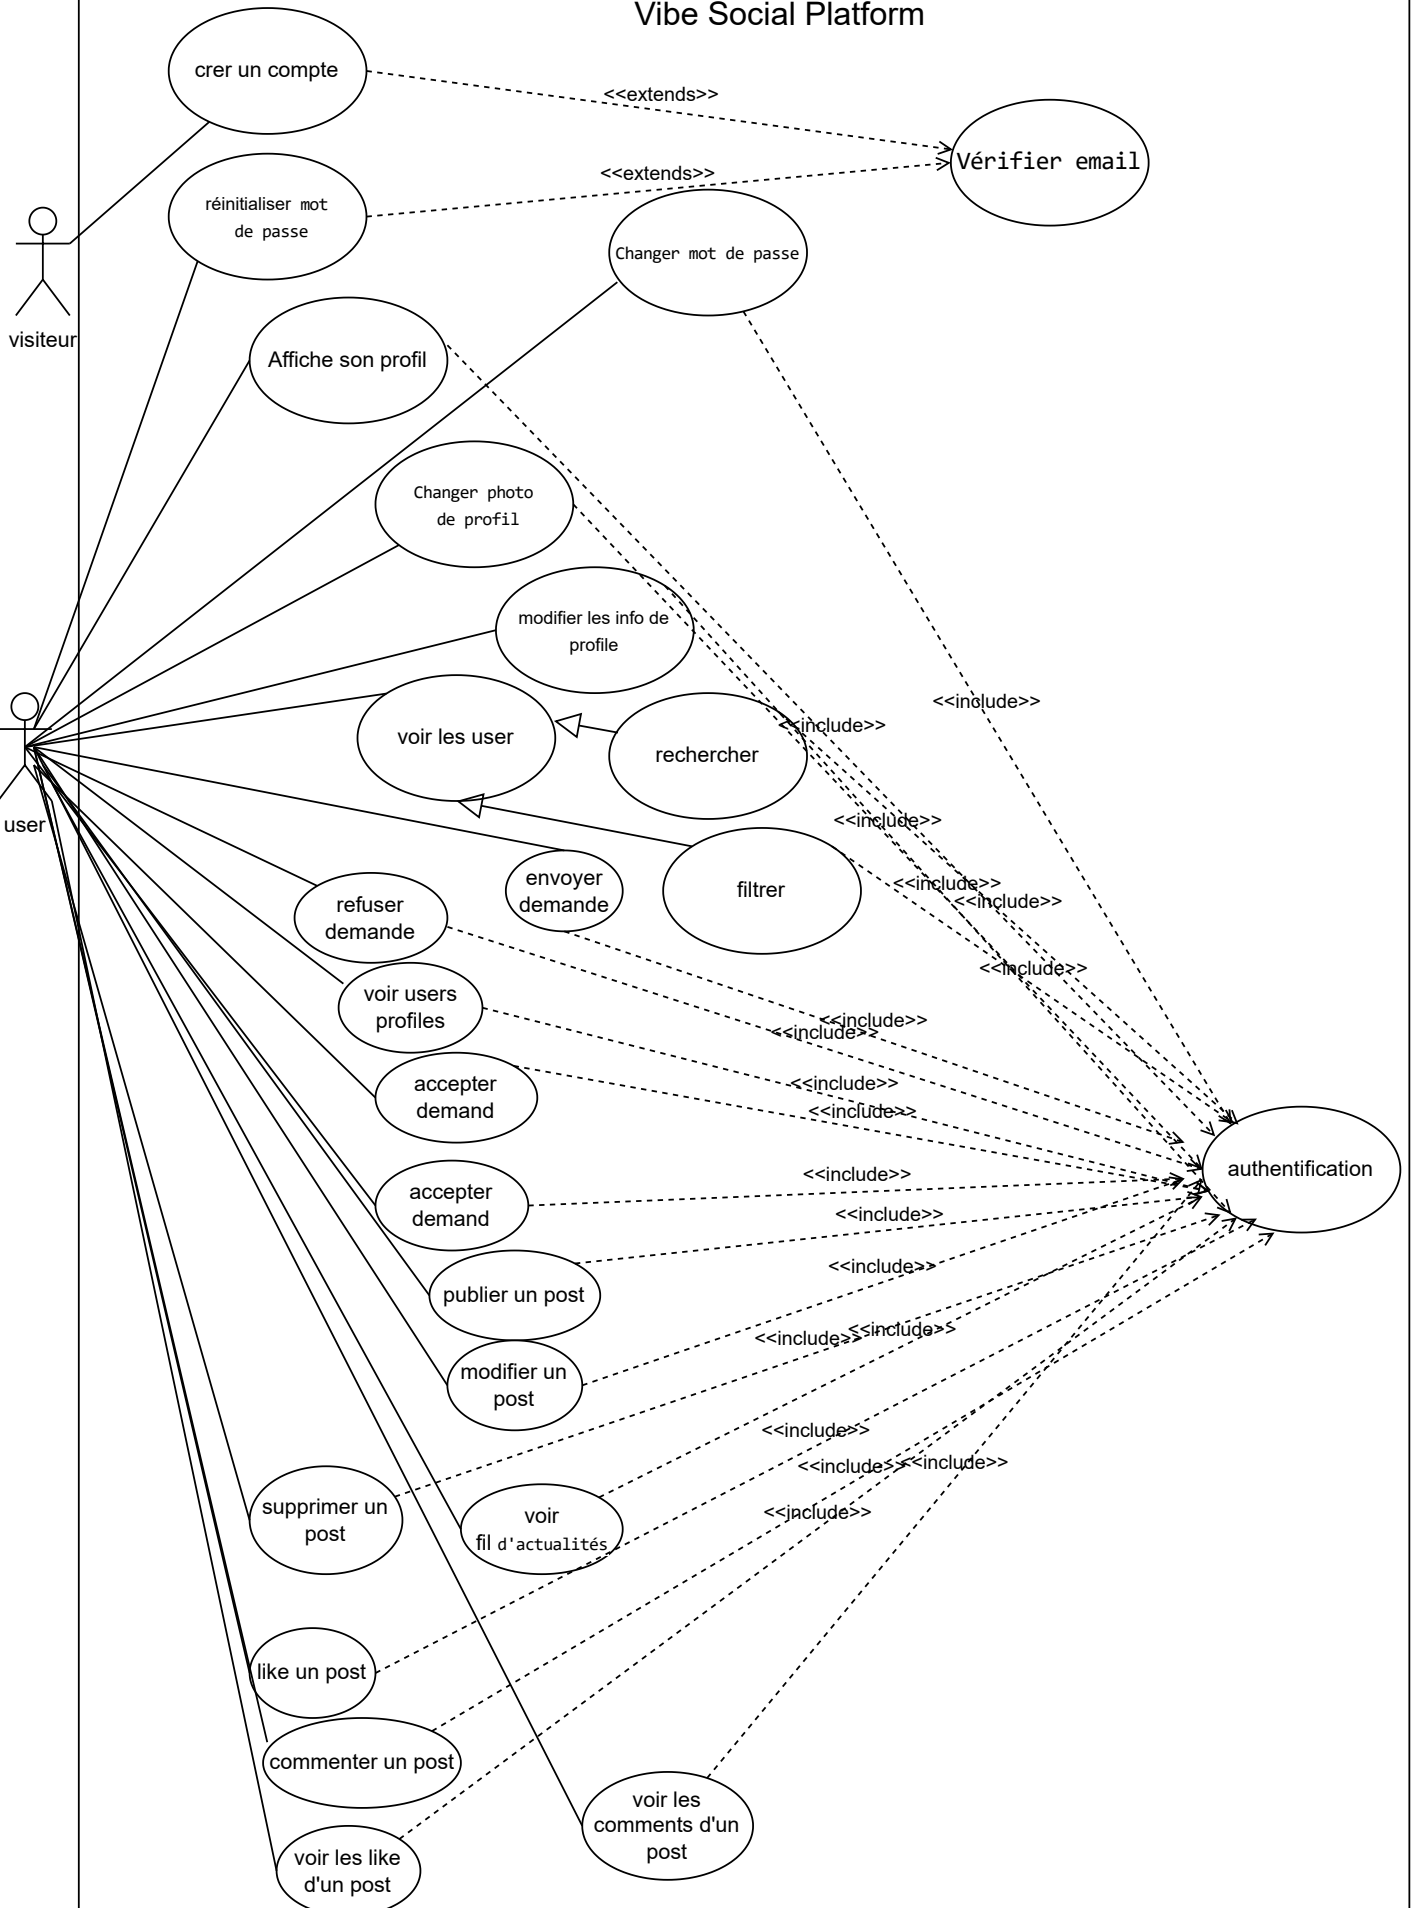 Vibe Social Platform
crer un compte
<<extends>>
Vérifier email
<<extends>>
réinitialiser mot
de passe
Changer mot de passe
visiteur
Affiche son profil
Changer photo
de profil
modifier les info de
profile
<<include>>
<<include>>
voir les user
rechercher
user
<<include>>
filtrer
envoyer
demande
<<include>>
<<include>>
refuser
demande
<<include>>
voir users
profiles
<<include>>
<<include>>
accepter
demand
<<include>>
<<include>>
authentification
accepter
demand
<<include>>
<<include>>
publier un post
<<include>>
modifier un
post
<<include>>
<<include>>
<<include>>
<<include>>
<<include>>
supprimer un
post
voir
fil d'actualités
<<include>>
like un post
commenter un post
voir les
comments d'un
post
voir les like
d'un post